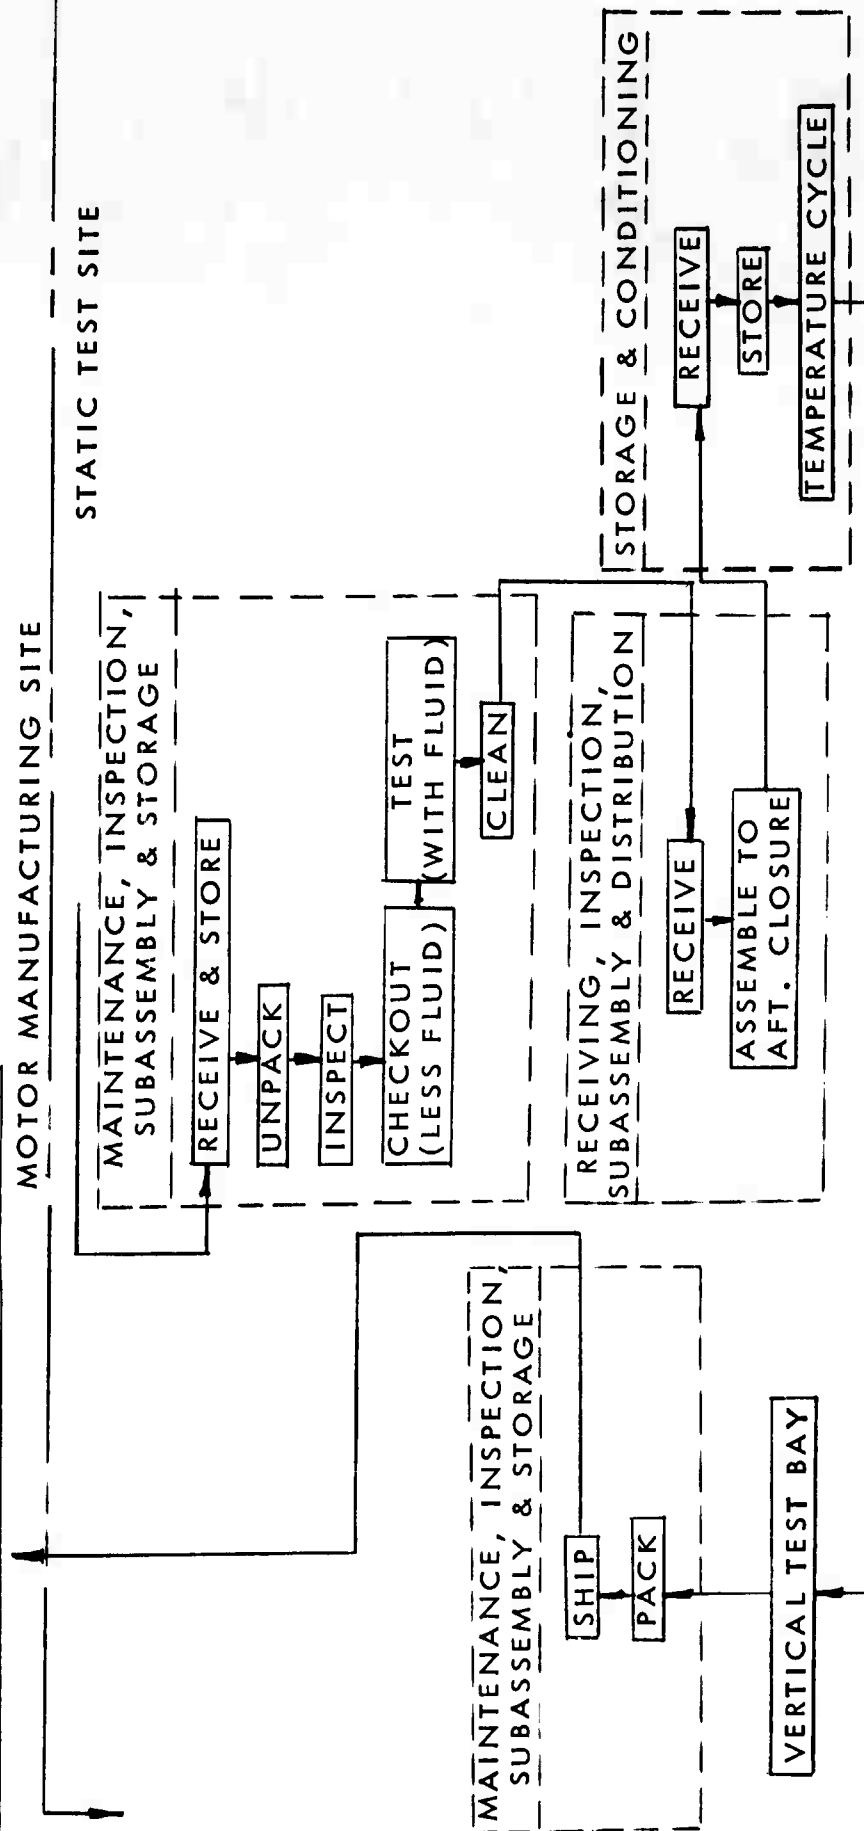 MOTOR MANUFACTURING SITE
STATIC TEST SITE
MAINTENANCE, INSPECTION,
SUBASSEMBLY & STORAGE
RECEIVE & STORE
UNPACK
INSPECT
CHECKOUT
(LESS FLUID)
TEST
(WITH FLUID)
CLEAN
RECEIVING, INSPECTION,
SUBASSEMBLY & DISTRIBUTION
RECEIVE
ASSEMBLE TO
AFT. CLOSURE
STORAGE & CONDITIONING
RECEIVE
STORE
TEMPERATURE CYCLE
MAINTENANCE, INSPECTION,
SUBASSEMBLY & STORAGE
SHIP
PACK
VERTICAL TEST BAY